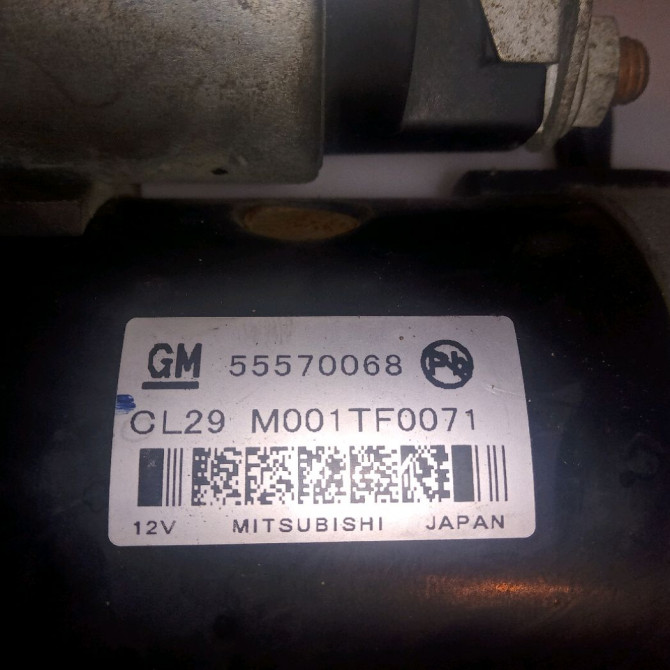 GM 55570068 Pb
CL29 M001TF0071
12V MITSUBISHI JAPAN